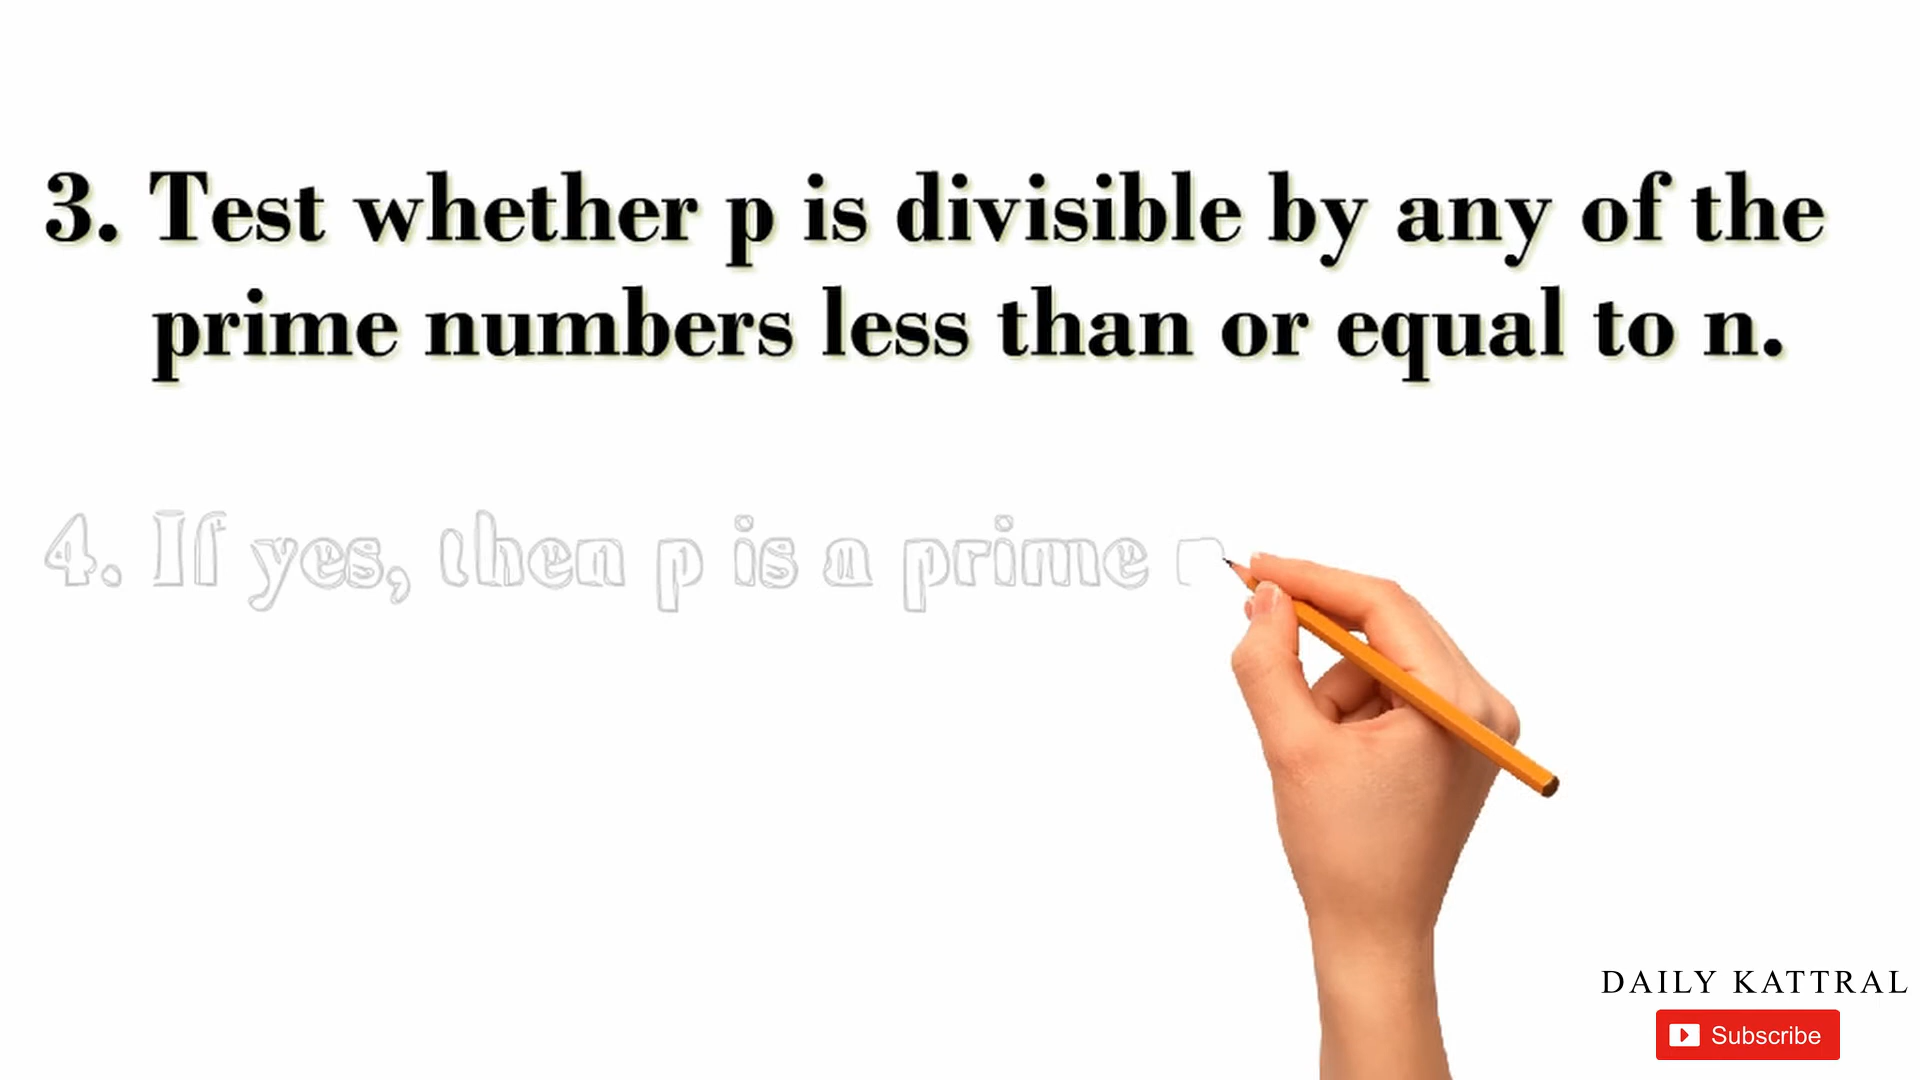 3. Test whether p is divisible by any of the
prime numbers less than or equal to n.
4. If yes, then p is a prime
DAILY KATTRAL
Subscribe